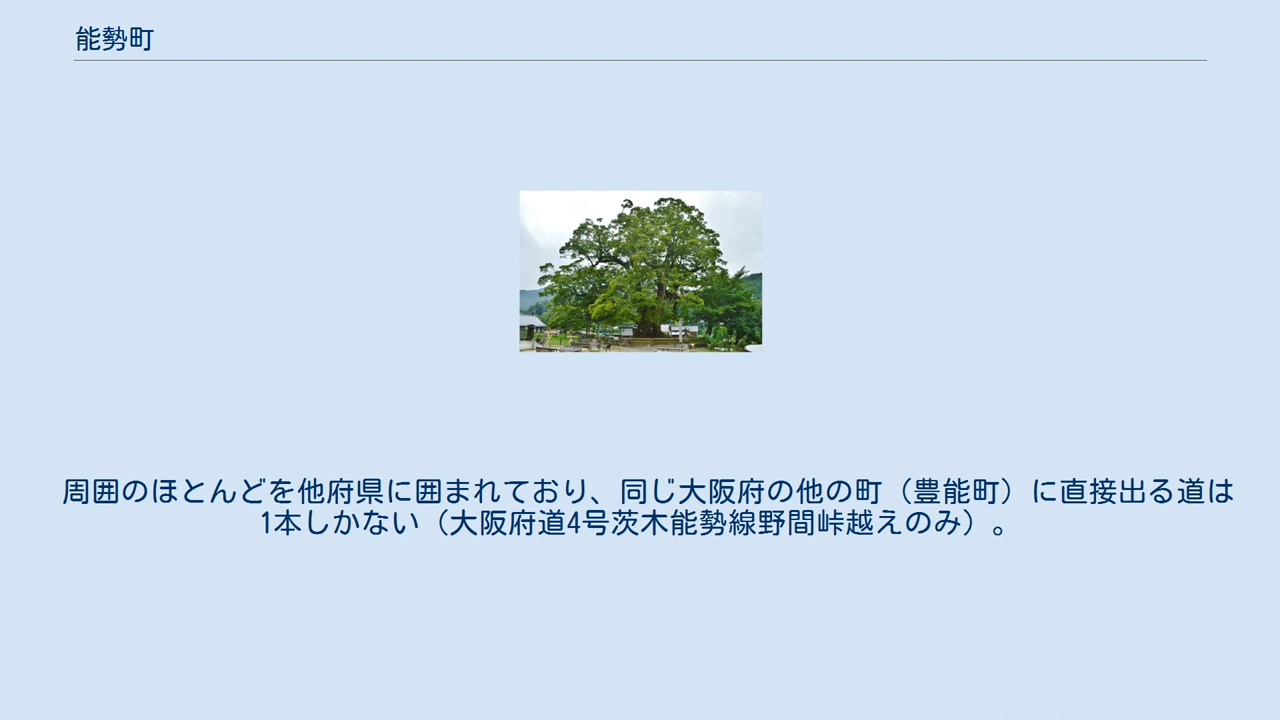 能勢町
周囲のほとんどを他府県に囲まれており、同じ大阪府の他の町（豊能町）に直接出る道は
1本しかない（大阪府道4号茨木能勢線野間峠越えのみ）。